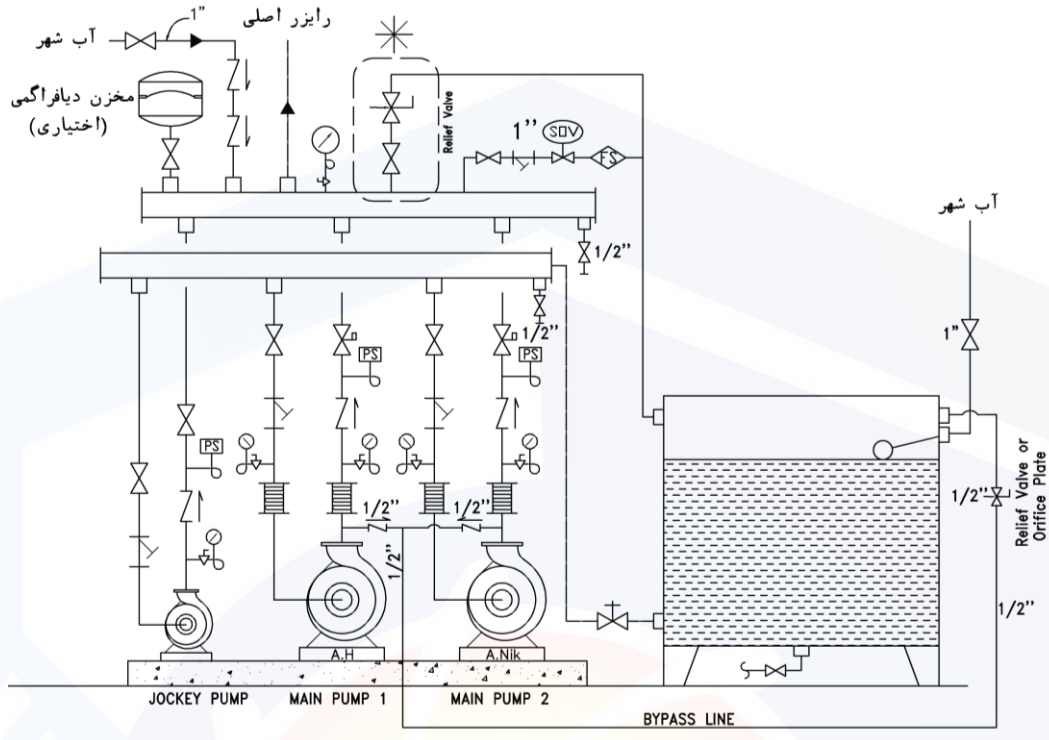 رایزر اصلی
1’’
آب شهر
مخزن دیافراگمی
(اختیاری)
Relief Valve
1’’
SOV
FS
آب شهر
1/2’’
1/2’’
1’’
PS
PS
PS
1/2’’
1/2’’
1/2’’
1/2’’
Relief Valve or
Orifice Plate
1/2’’
A.H
A.Nik
JOCKEY PUMP
MAIN PUMP 1
MAIN PUMP 2
BYPASS LINE